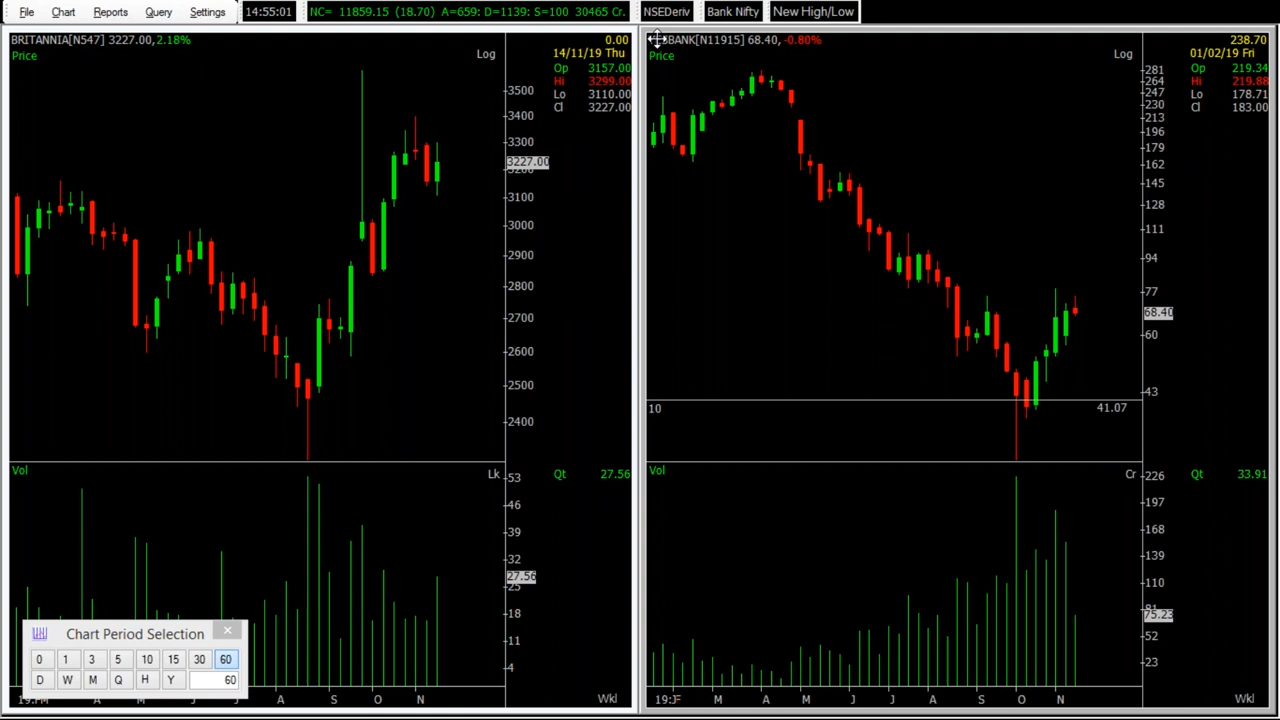 File Chart Reports Query Settings 14:55:01 NC= 11859.15 (18.70) A=659: D=1139: S=100 30465 Cr. NSEDeriv Bank Nifty New High/Low
BRITANNIA[N547] 3227.00,2.18%
0.00
Price
Log
14/11/19 Thu
Op 3157.00
Hi 3299.00
Lo 3110.00
Cl 3227.00
3500
3400
3300
3227.00
3200
3100
3000
2900
2800
2700
2600
2500
2400
Vol
Lk
Qt 27.56
53
46
39
32
27.56
25
18
11
4
A
S
O
N
Wkl
Chart Period Selection
0 1 3 5 10 15 30 60
D W M Q H Y 60
BANK[N11915] 68.40,-0.80%
238.70
Price
Log
01/02/19 Fri
Op 219.34
Hi 219.88
Lo 178.71
Cl 183.00
281
264
247
230
213
196
179
162
145
128
111
94
77
68.40
60
43
10
41.07
Vol
Cr
Qt 33.91
226
197
168
139
110
81
75.23
52
23
19:F
M
A
M
J
J
A
S
O
N
Wkl